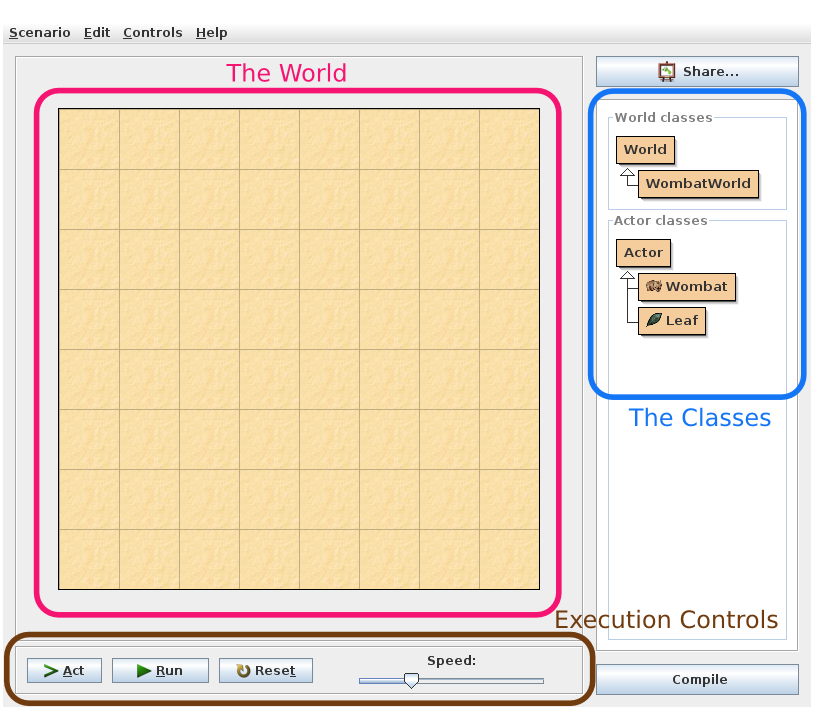 Scenario Edit Controls Help
The World
Share...
World classes
World
WombatWorld
Actor classes
Actor
Wombat
Leaf
The Classes
Execution Controls
Act Run Reset Speed:
Compile